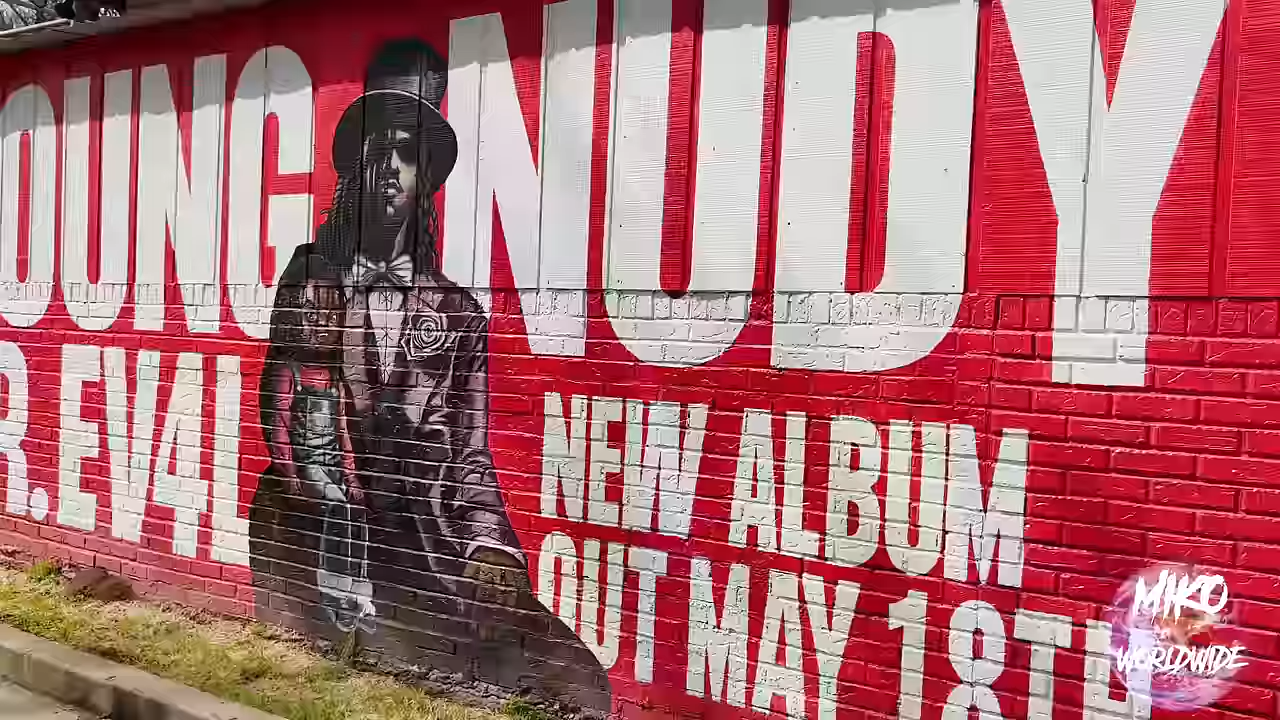 OUNG NUDY
R. EV4L
NEW ALBUM
OUT MAY 18TH
MIKO
WORLDWIDE